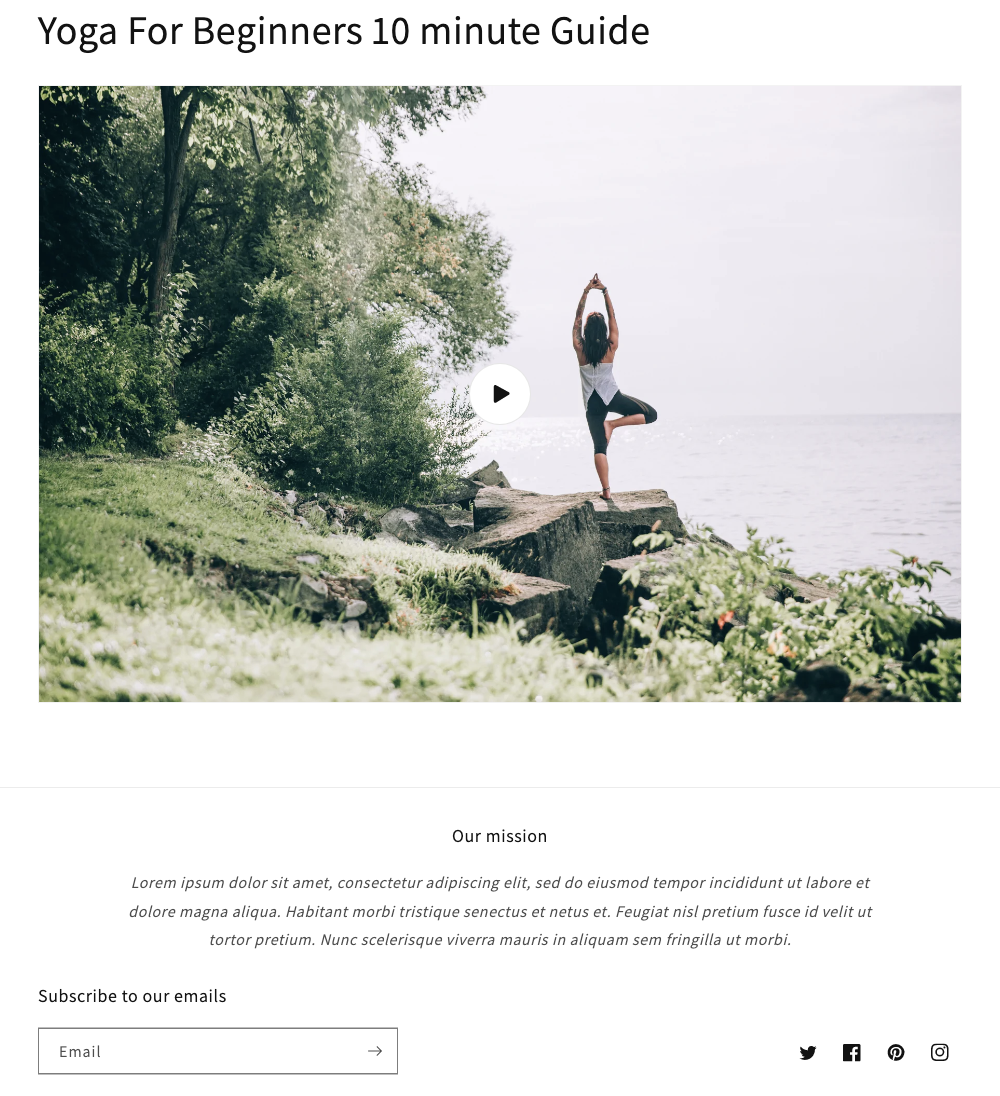 Yoga For Beginners 10 minute Guide
Our mission
Lorem ipsum dolor sit amet, consectetur adipiscing elit, sed do eiusmod tempor incididunt ut labore et
dolore magna aliqua. Habitant morbi tristique senectus et netus et. Feugiat nisl pretium fusce id velit ut
tortor pretium. Nunc scelerisque viverra mauris in aliquam sem fringilla ut morbi.
Subscribe to our emails
Email